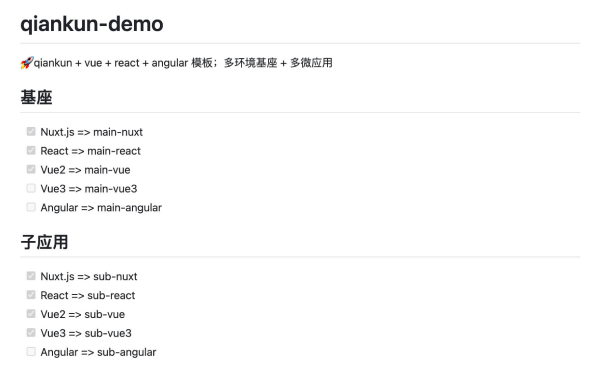 qiankun-demo
🚀qiankun + vue + react + angular 模板；多环境基座 + 多微应用
基座
Nuxt.js => main-nuxt
React => main-react
Vue2 => main-vue
Vue3 => main-vue3
Angular => main-angular
子应用
Nuxt.js => sub-nuxt
React => sub-react
Vue2 => sub-vue
Vue3 => sub-vue3
Angular => sub-angular